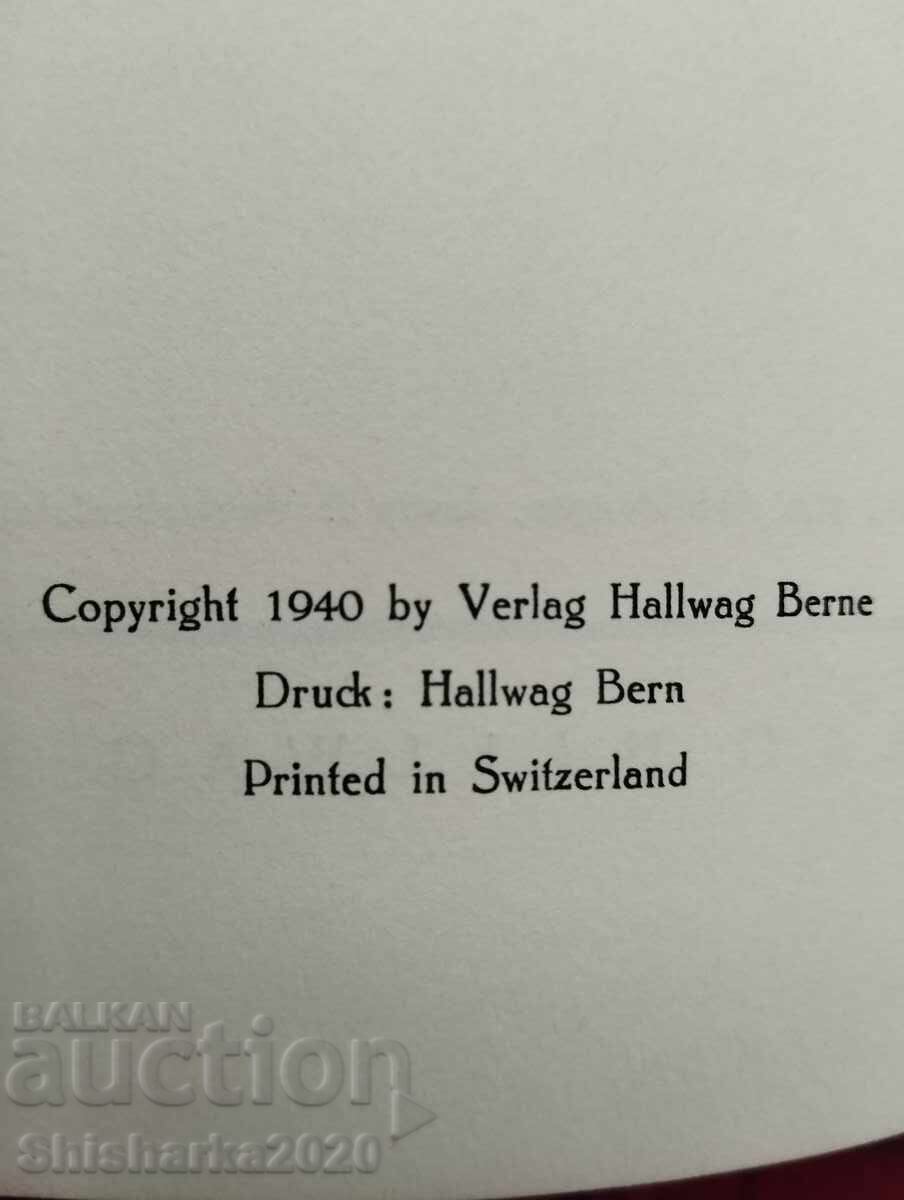 Copyright 1940 by Verlag Hallwag Berne
Druck: Hallwag Bern
Printed in Switzerland
BALKAN
auction
Shisharka2020